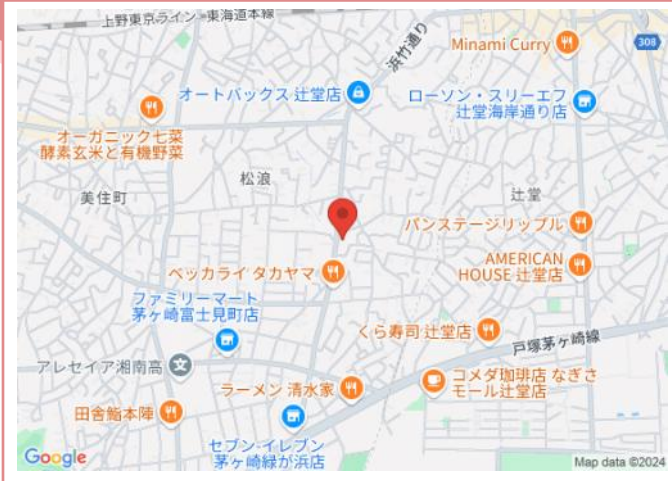 上野東京ライン 東海道本線
浜竹通り
Minami Curry
308
オートバックス 辻堂店
ローソン・スリーエフ
辻堂海岸通り店
オーガニック七菜
酵素玄米と有機野菜
松浪
美住町
辻堂
パンステージリップル
AMERICAN
HOUSE 辻堂店
ベッカライ タカヤマ
ファミリーマート
茅ヶ崎富士見町店
くら寿司 辻堂店
戸塚茅ヶ崎線
アレセイア湘南高
コメダ珈琲店 なぎさ
モール辻堂店
ラーメン 清水家
田舎鮨本陣
セブン-イレブン
茅ヶ崎緑が浜店
Google
Map data ©2024